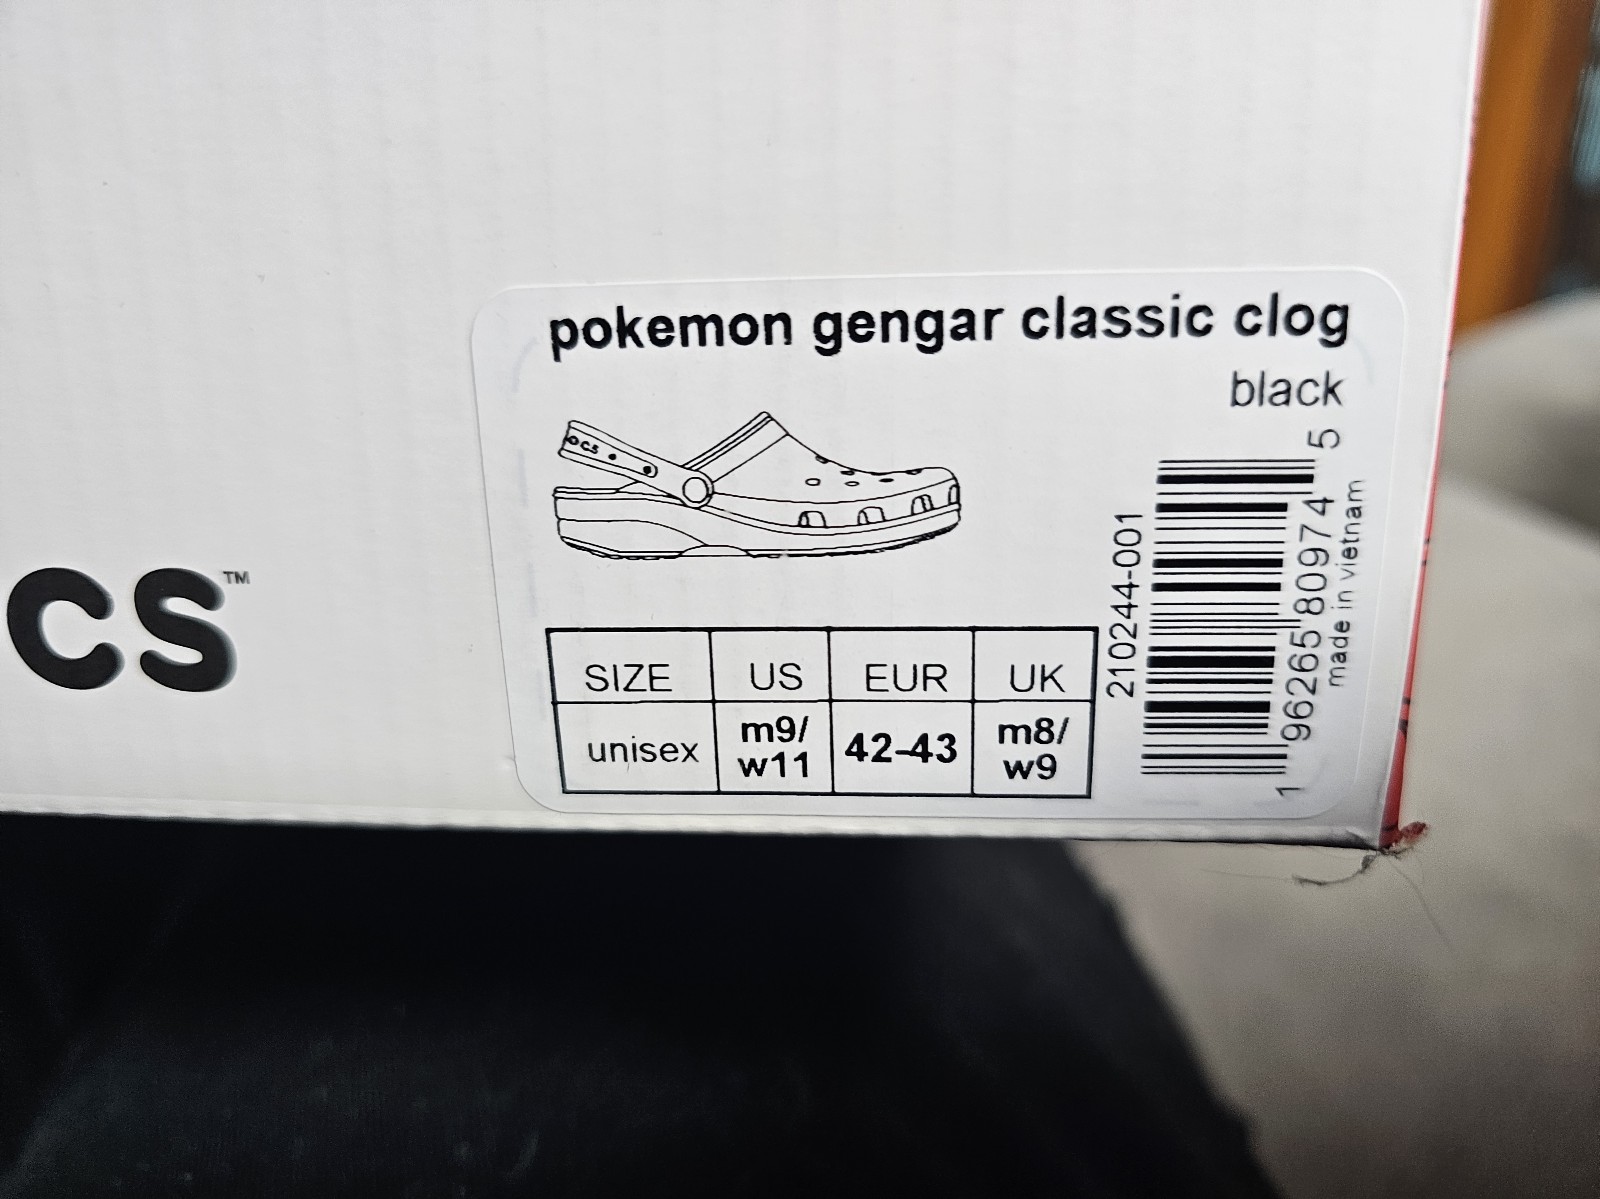 pokemon gengar classic clog
black
ocs
CS™
SIZE US EUR UK
unisex m9/ w11 42-43 m8/ w9
210244-001
1 96265 80974 5
made in vietnam